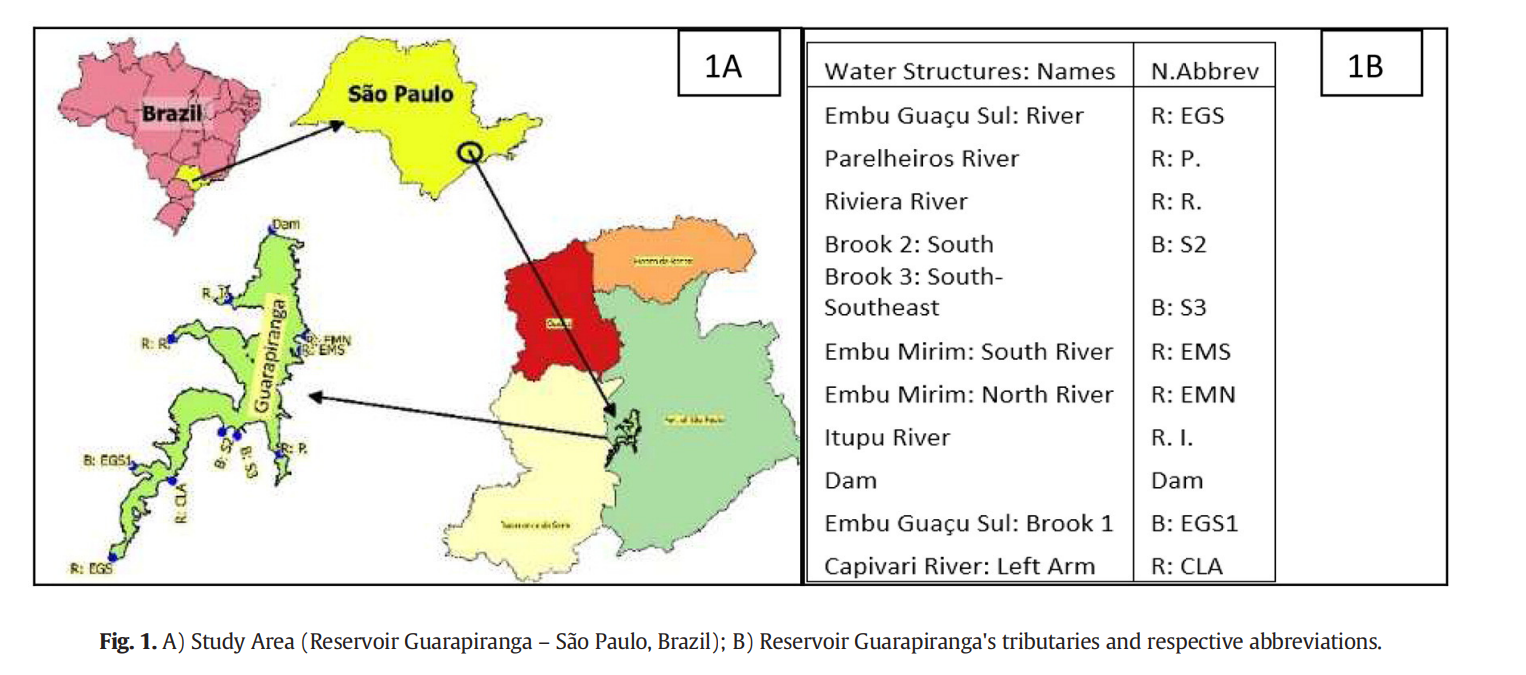 1A
Brazil
São Paulo
Dam
R: R.
R: EMN
R: EMS
Guarapiranga
B: S2
B: S3
R: P.
B: EGS1
R: CLA
R: EGS
1B
Water Structures: Names N.Abbrev
Embu Guaçu Sul: River R: EGS
Parelheiros River R: P.
Riviera River R: R.
Brook 2: South B: S2
Brook 3: South-
Southeast B: S3
Embu Mirim: South River R: EMS
Embu Mirim: North River R: EMN
Itupu River R. I.
Dam Dam
Embu Guaçu Sul: Brook 1 B: EGS1
Capivari River: Left Arm R: CLA
Fig. 1. A) Study Area (Reservoir Guarapiranga – São Paulo, Brazil); B) Reservoir Guarapiranga's tributaries and respective abbreviations.